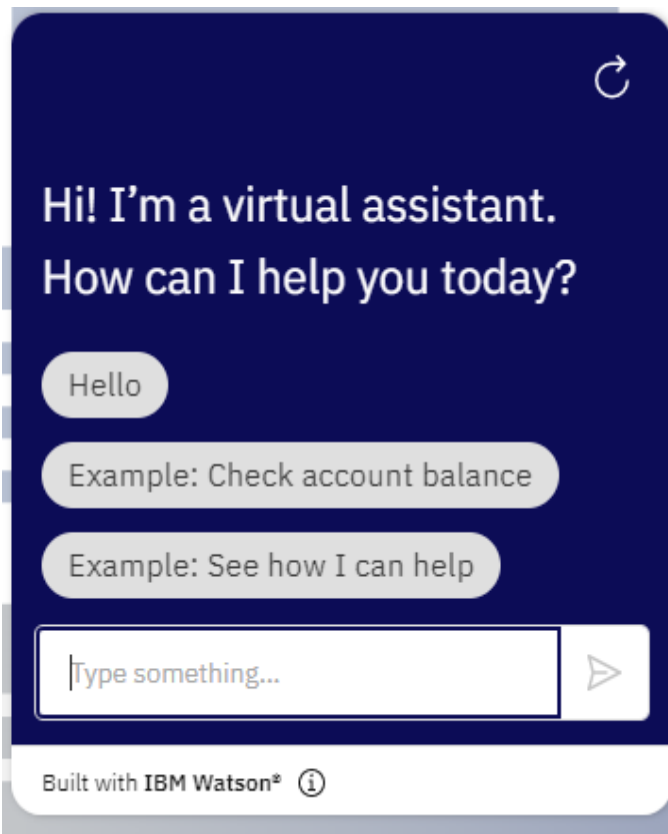 Hi! I’m a virtual assistant.
How can I help you today?
Hello
Example: Check account balance
Example: See how I can help
Type something...
Built with IBM Watson®